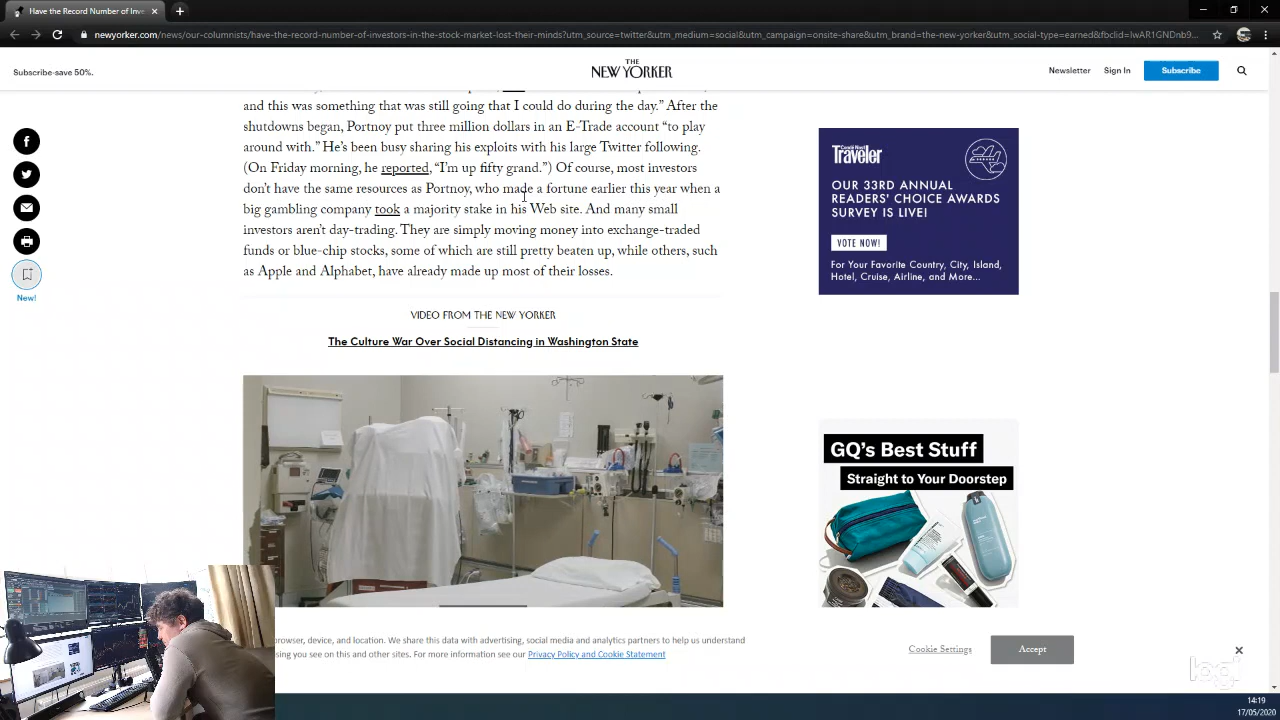 Have the Record Number of Inve
newyorker.com/news/our-columnists/have-the-record-number-of-investors-in-the-stock-market-lost-their-minds?utm_source=twitter&utm_medium=social&utm_campaign=onsite-share&utm_brand=the-new-yorker&utm_social-type=earned&fbclid=IwAR1GNDnb9...
Subscribe-save 50%.
THE
NEW YORKER
Newsletter
Sign In
Subscribe
and this was something that was still going that I could do during the day.” After the
shutdowns began, Portnoy put three million dollars in an E-Trade account “to play
around with.” He’s been busy sharing his exploits with his large Twitter following.
(On Friday morning, he reported, “I’m up fifty grand.”) Of course, most investors
don’t have the same resources as Portnoy, who made a fortune earlier this year when a
big gambling company took a majority stake in his Web site. And many small
investors aren’t day-trading. They are simply moving money into exchange-traded
funds or blue-chip stocks, some of which are still pretty beaten up, while others, such
as Apple and Alphabet, have already made up most of their losses.
New!
VIDEO FROM THE NEW YORKER
The Culture War Over Social Distancing in Washington State
Condé Nast
Traveler
OUR 33RD ANNUAL
READERS' CHOICE AWARDS
SURVEY IS LIVE!
VOTE NOW!
For Your Favorite Country, City, Island,
Hotel, Cruise, Airline, and More...
GQ's Best Stuff
Straight to Your Doorstep
browser, device, and location. We share this data with advertising, social media and analytics partners to help us understand
sing you see on this and other sites. For more information see our Privacy Policy and Cookie Statement
Cookie Settings
Accept
14:19
17/05/2020